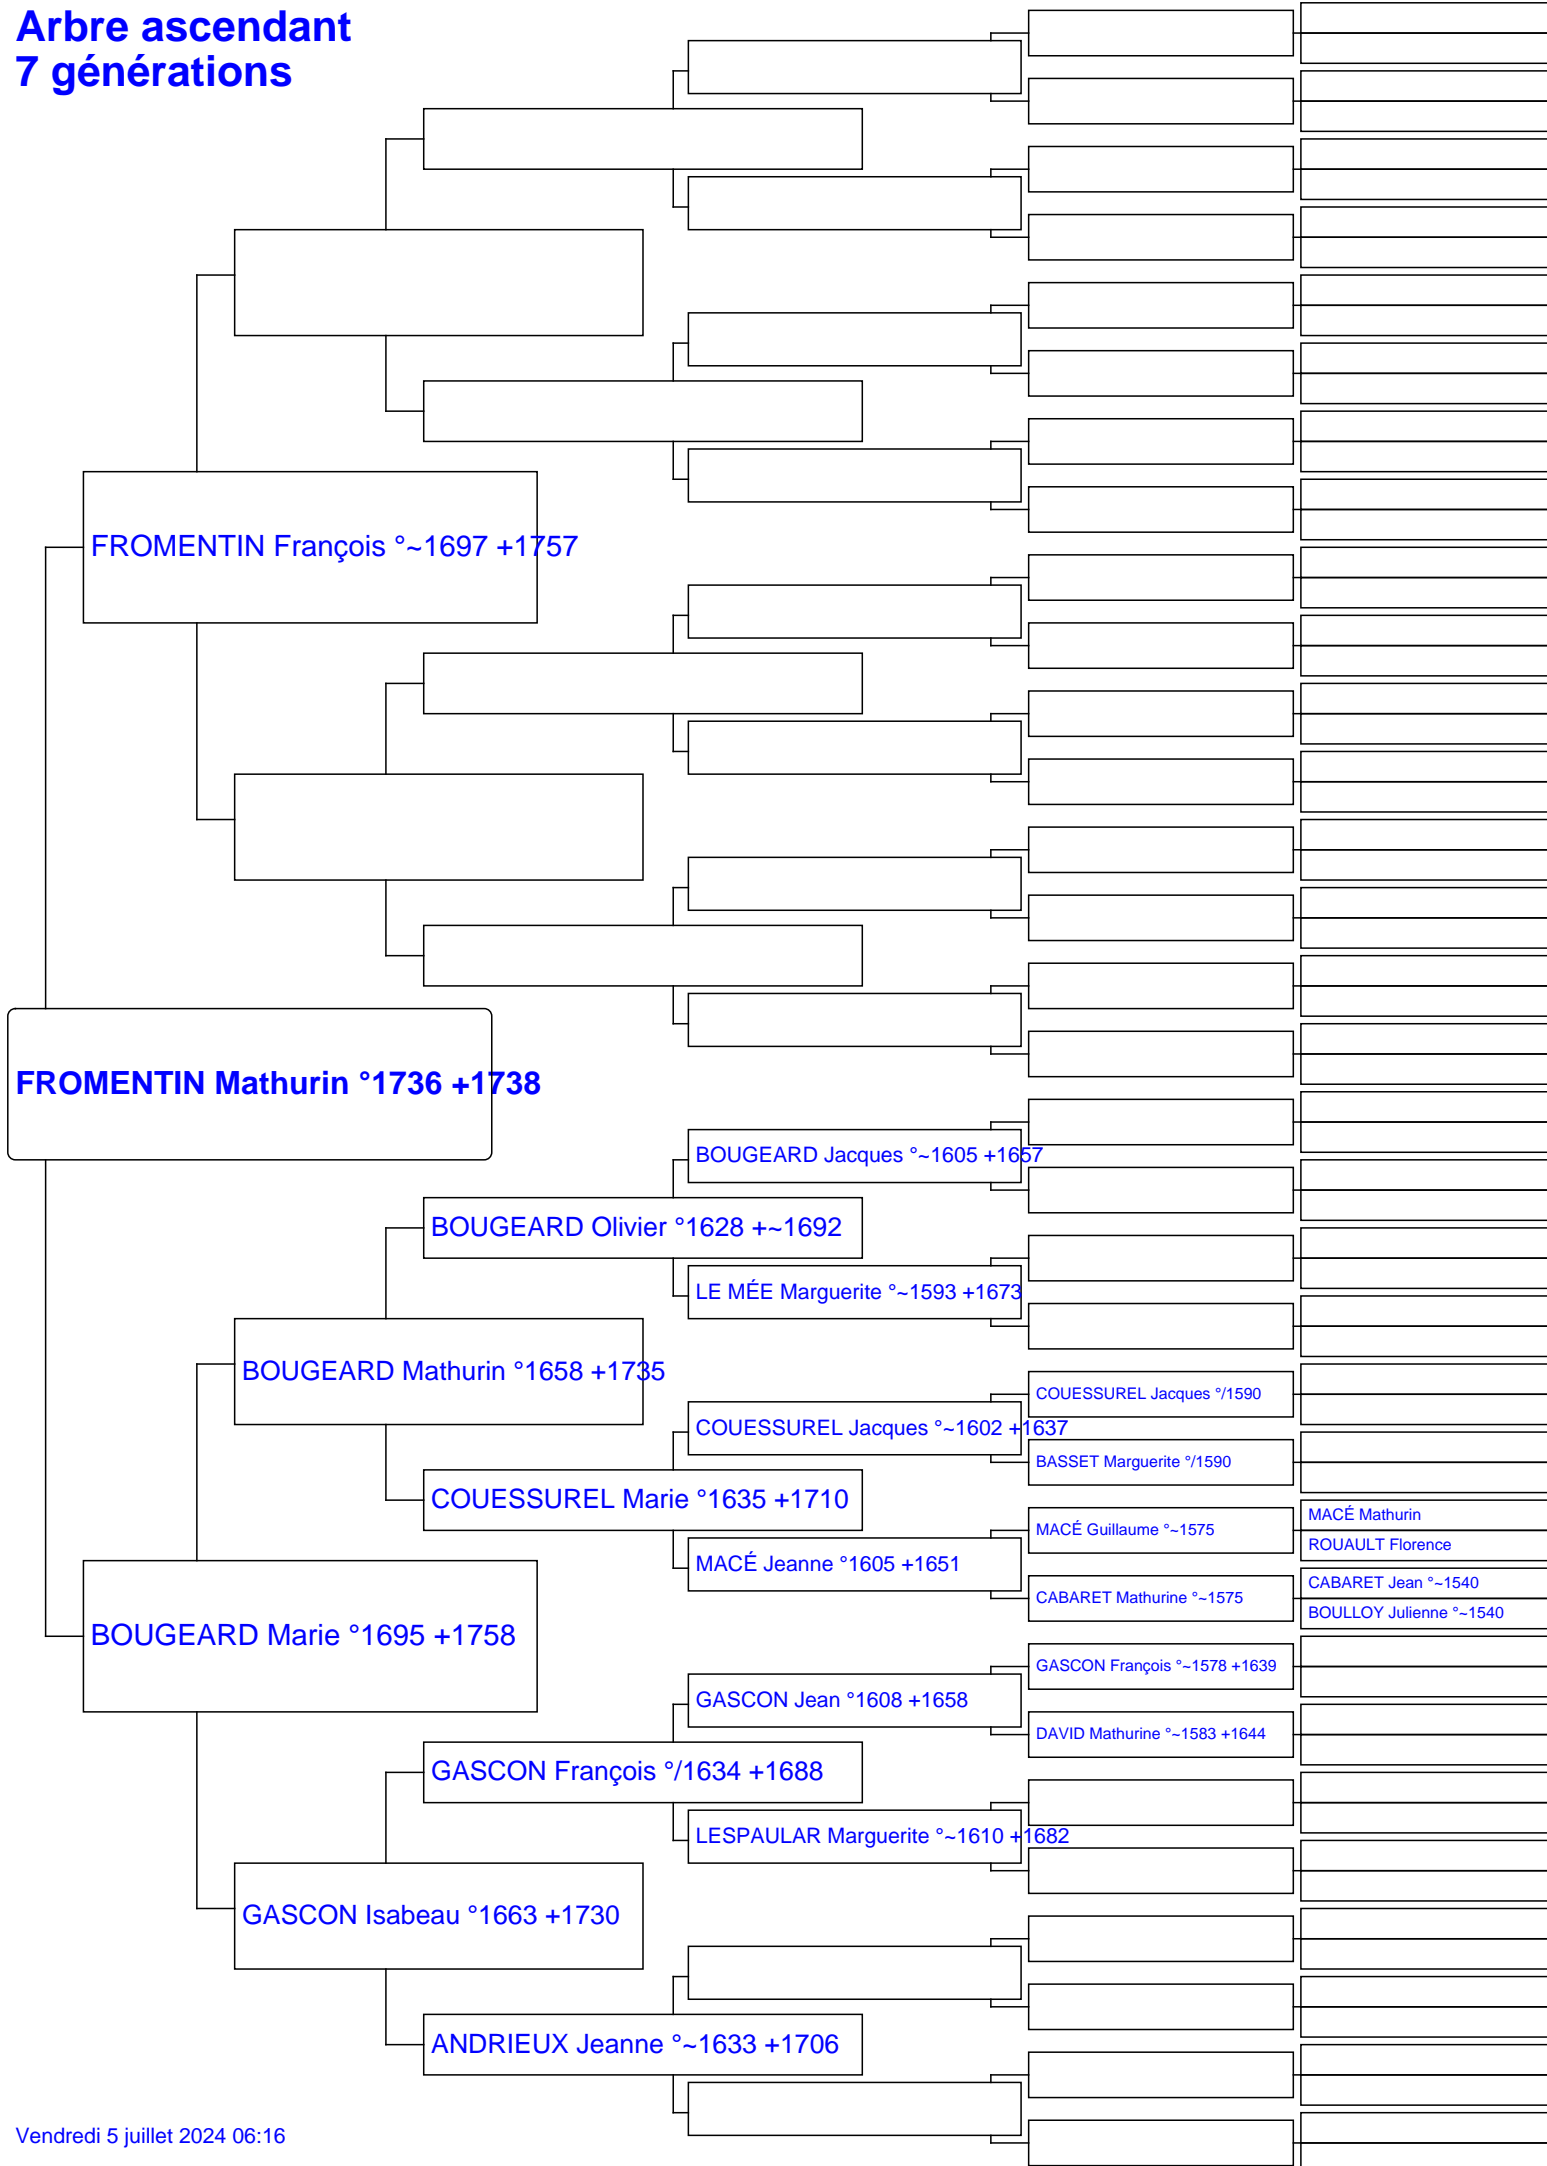 Arbre ascendant
7 générations
FROMENTIN François °~1697 +1757
FROMENTIN Mathurin °1736 +1738
BOUGEARD Jacques °~1605 +1657
BOUGEARD Olivier °1628 +~1692
LE MÉE Marguerite °~1593 +1673
BOUGEARD Mathurin °1658 +1735
COUESSUREL Jacques °/1590
COUESSUREL Jacques °~1602 +1637
BASSET Marguerite °/1590
COUESSUREL Marie °1635 +1710
MACÉ Mathurin
MACÉ Guillaume °~1575
ROUAULT Florence
MACÉ Jeanne °1605 +1651
CABARET Jean °~1540
CABARET Mathurine °~1575
BOULLOY Julienne °~1540
BOUGEARD Marie °1695 +1758
GASCON François °~1578 +1639
GASCON Jean °1608 +1658
DAVID Mathurine °~1583 +1644
GASCON François °/1634 +1688
LESPAULAR Marguerite °~1610 +1682
GASCON Isabeau °1663 +1730
ANDRIEUX Jeanne °~1633 +1706
Vendredi 5 juillet 2024 06:16